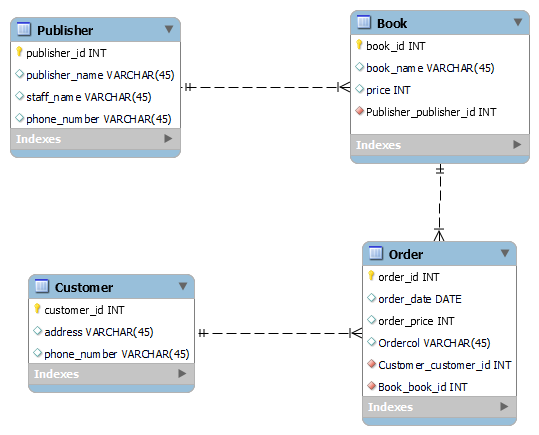 Publisher
publisher_id INT
publisher_name VARCHAR(45)
staff_name VARCHAR(45)
phone_number VARCHAR(45)
Indexes
Book
book_id INT
book_name VARCHAR(45)
price INT
Publisher_publisher_id INT
Indexes
Customer
customer_id INT
address VARCHAR(45)
phone_number VARCHAR(45)
Indexes
Order
order_id INT
order_date DATE
order_price INT
Ordercol VARCHAR(45)
Customer_customer_id INT
Book_book_id INT
Indexes